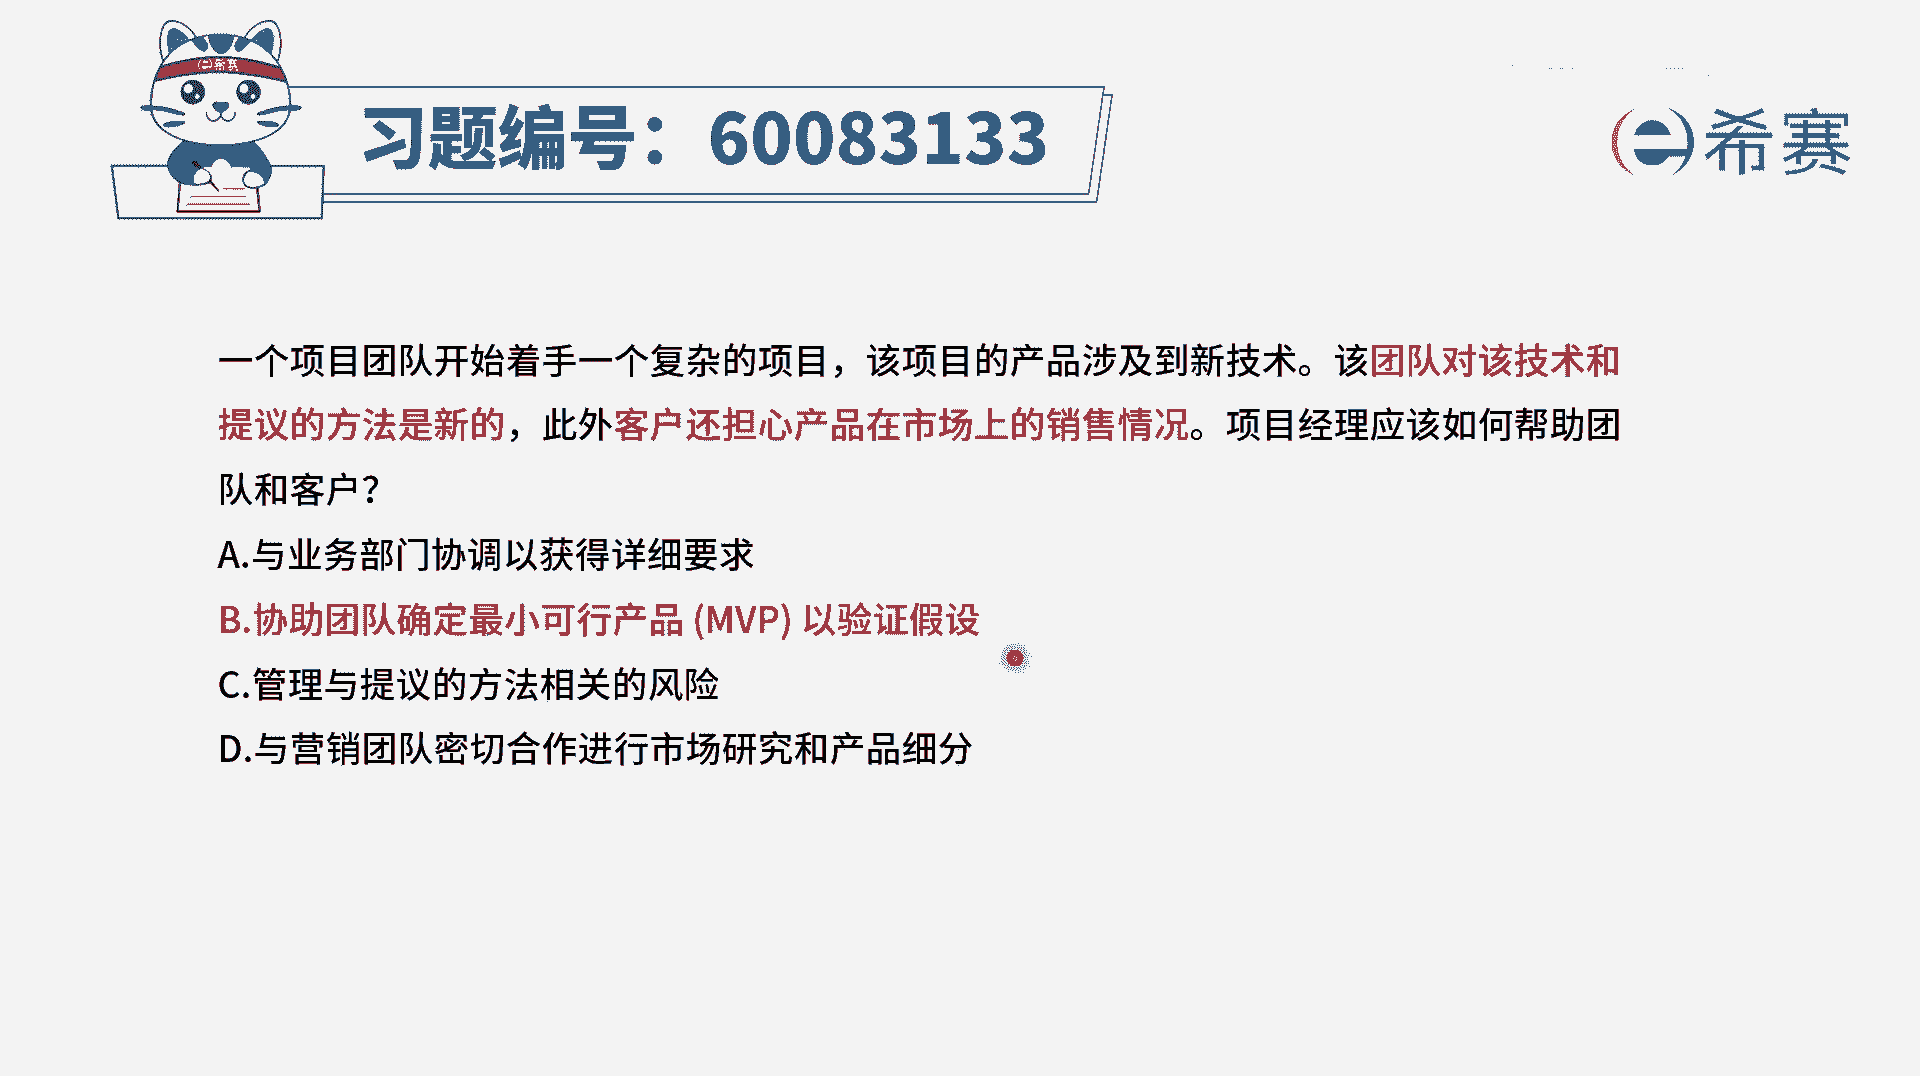 希赛
习题编号：60083133
希赛
一个项目团队开始着手一个复杂的项目，该项目的产品涉及到新技术。该团队对该技术和
提议的方法是新的，此外客户还担心产品在市场上的销售情况。项目经理应该如何帮助团
队和客户？
A.与业务部门协调以获得详细要求
B.协助团队确定最小可行产品 (MVP) 以验证假设
C.管理与提议的方法相关的风险
D.与营销团队密切合作进行市场研究和产品细分